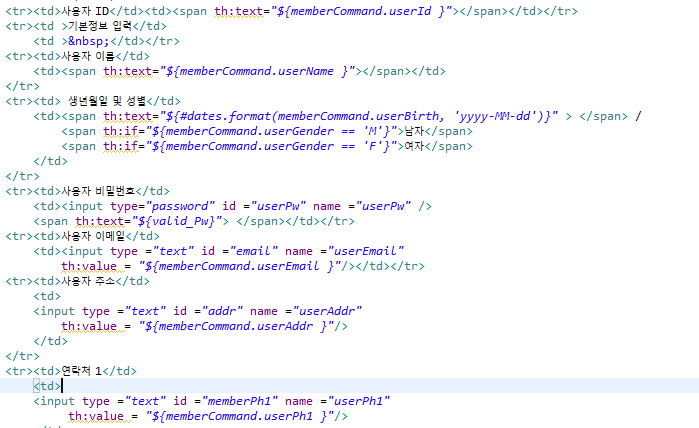 <tr><td>사용자 ID</td><td><span th:text="${memberCommand.userId }"></span></td></tr>
<tr><td >기본정보 입력</td>
<td >&nbsp;</td></tr>
<tr><td>사용자 이름</td>
<td><span th:text="${memberCommand.userName }"></span></td>
</tr>
<tr><td> 생년월일 및 성별</td>
<td><span th:text="${#dates.format(memberCommand.userBirth, 'yyyy-MM-dd')}" > </span> /
<span th:if="${memberCommand.userGender == 'M'}">남자</span>
<span th:if="${memberCommand.userGender == 'F'}">여자</span>
</td>
</tr>
<tr><td>사용자 비밀번호</td>
<td><input type="password" id ="userPw" name ="userPw" />
<span th:text="${valid_Pw}"> </span></td></tr>
<tr><td>사용자 이메일</td>
<td><input type ="text" id ="email" name ="userEmail"
th:value = "${memberCommand.userEmail }"/></td></tr>
<tr><td>사용자 주소</td>
<td>
<input type ="text" id ="addr" name ="userAddr"
th:value = "${memberCommand.userAddr }"/>
</td>
</tr>
<tr><td>연락처 1</td>
<td>
<input type ="text" id ="memberPh1" name ="userPh1"
th:value = "${memberCommand.userPh1 }"/>